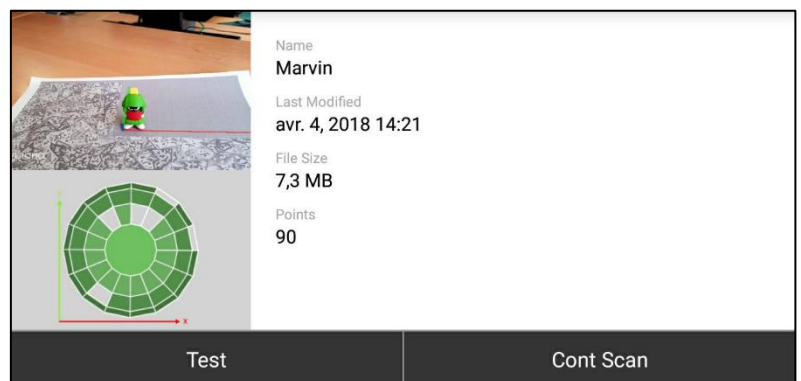 Name
Marvin
Last Modified
avr. 4, 2018 14:21
File Size
7,3 MB
Points
90
Y
x
Test
Cont Scan